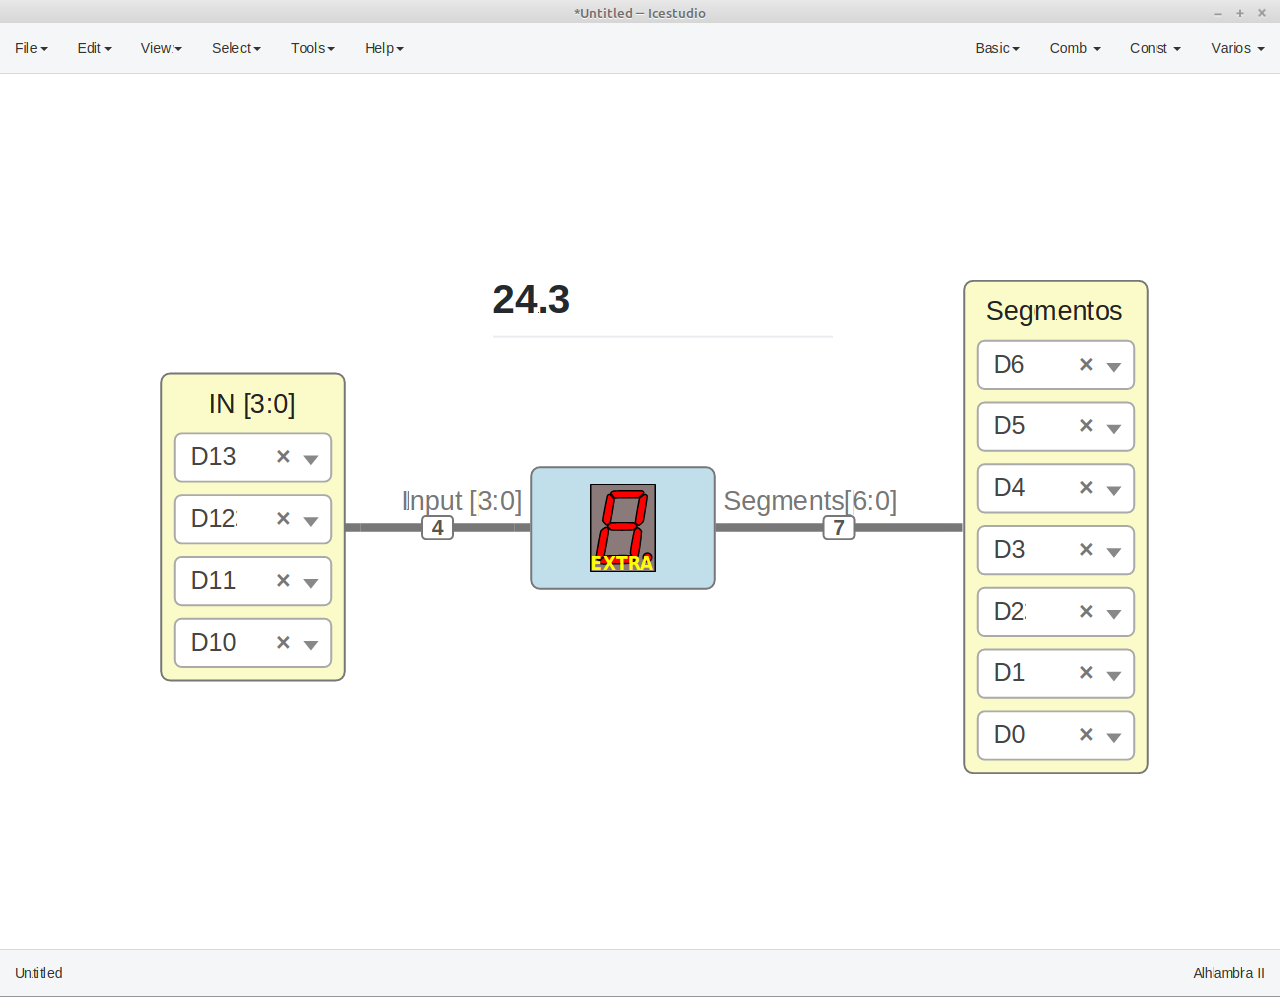 *Untitled – Icestudio
File Edit View Select Tools Help Basic Comb Const Varios
24.3
Segmentos
D6 ×
D5 ×
D4 ×
D3 ×
D2 ×
D1 ×
D0 ×
IN [3:0]
D13 ×
D12 ×
D11 ×
D10 ×
Input [3:0]
4
EXTRA
Segments[6:0]
7
Untitled
Alhambra II